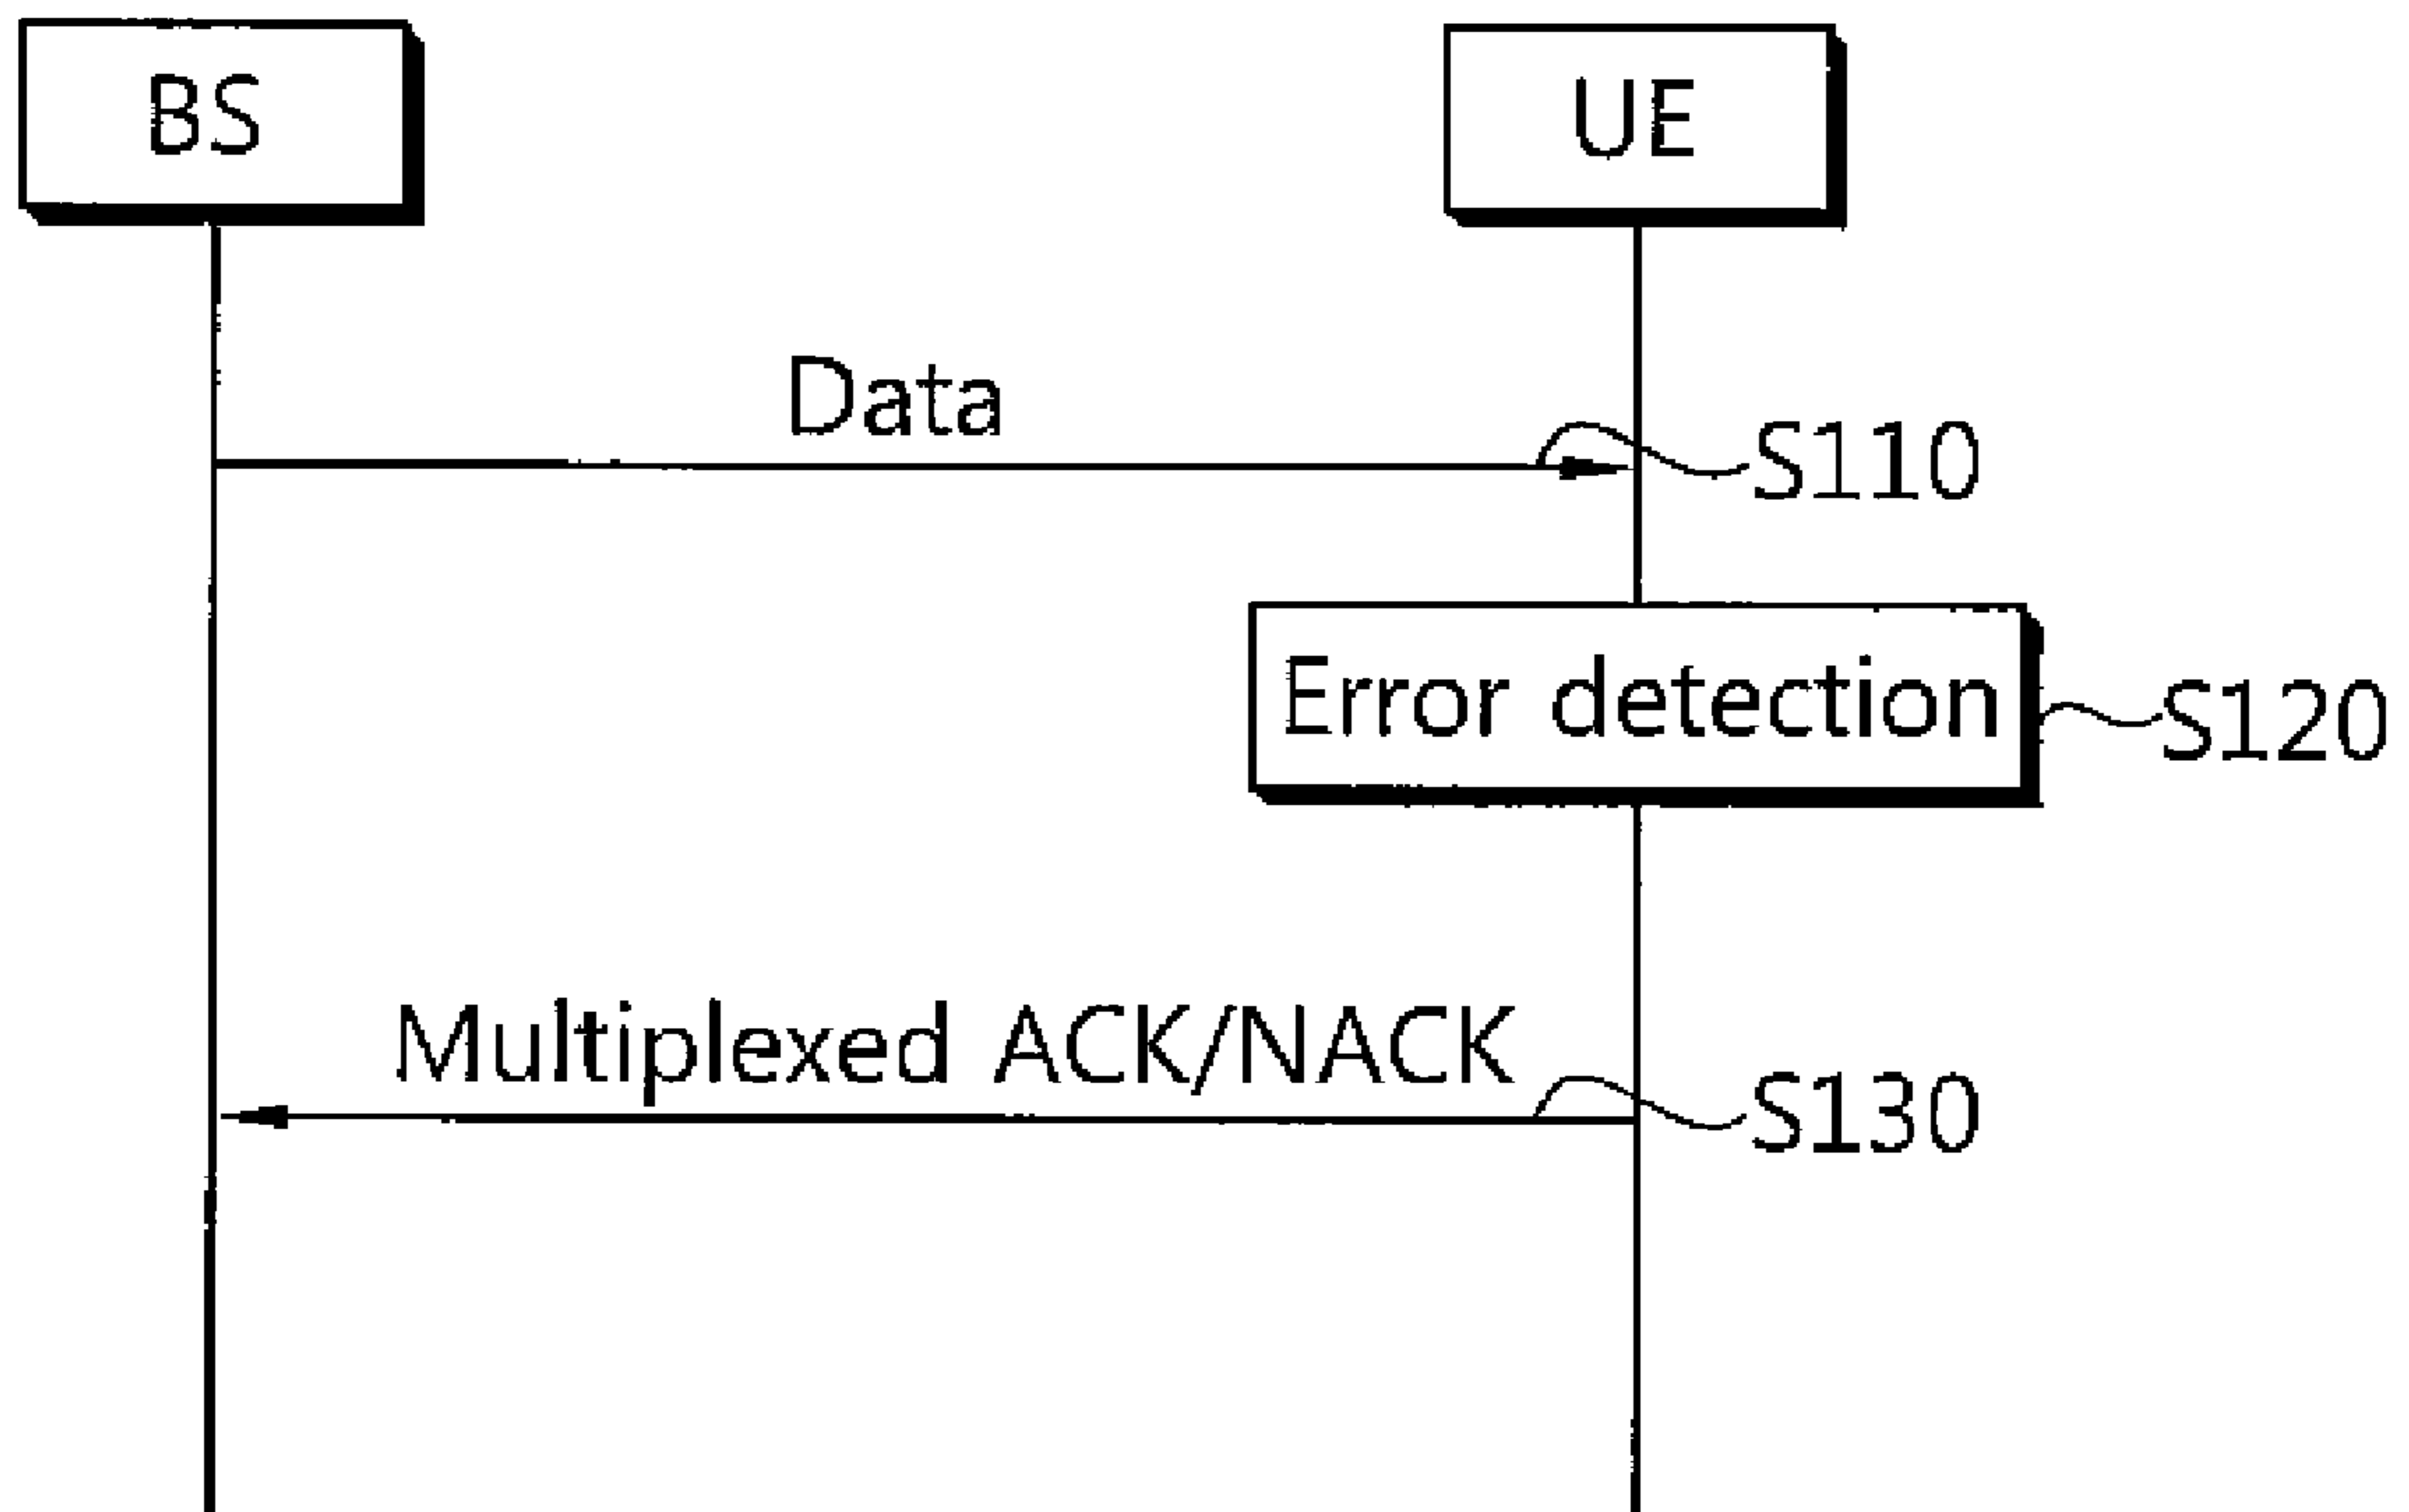 BS
UE
Data
S110
Error detection
S120
Multiplexed ACK/NACK
S130